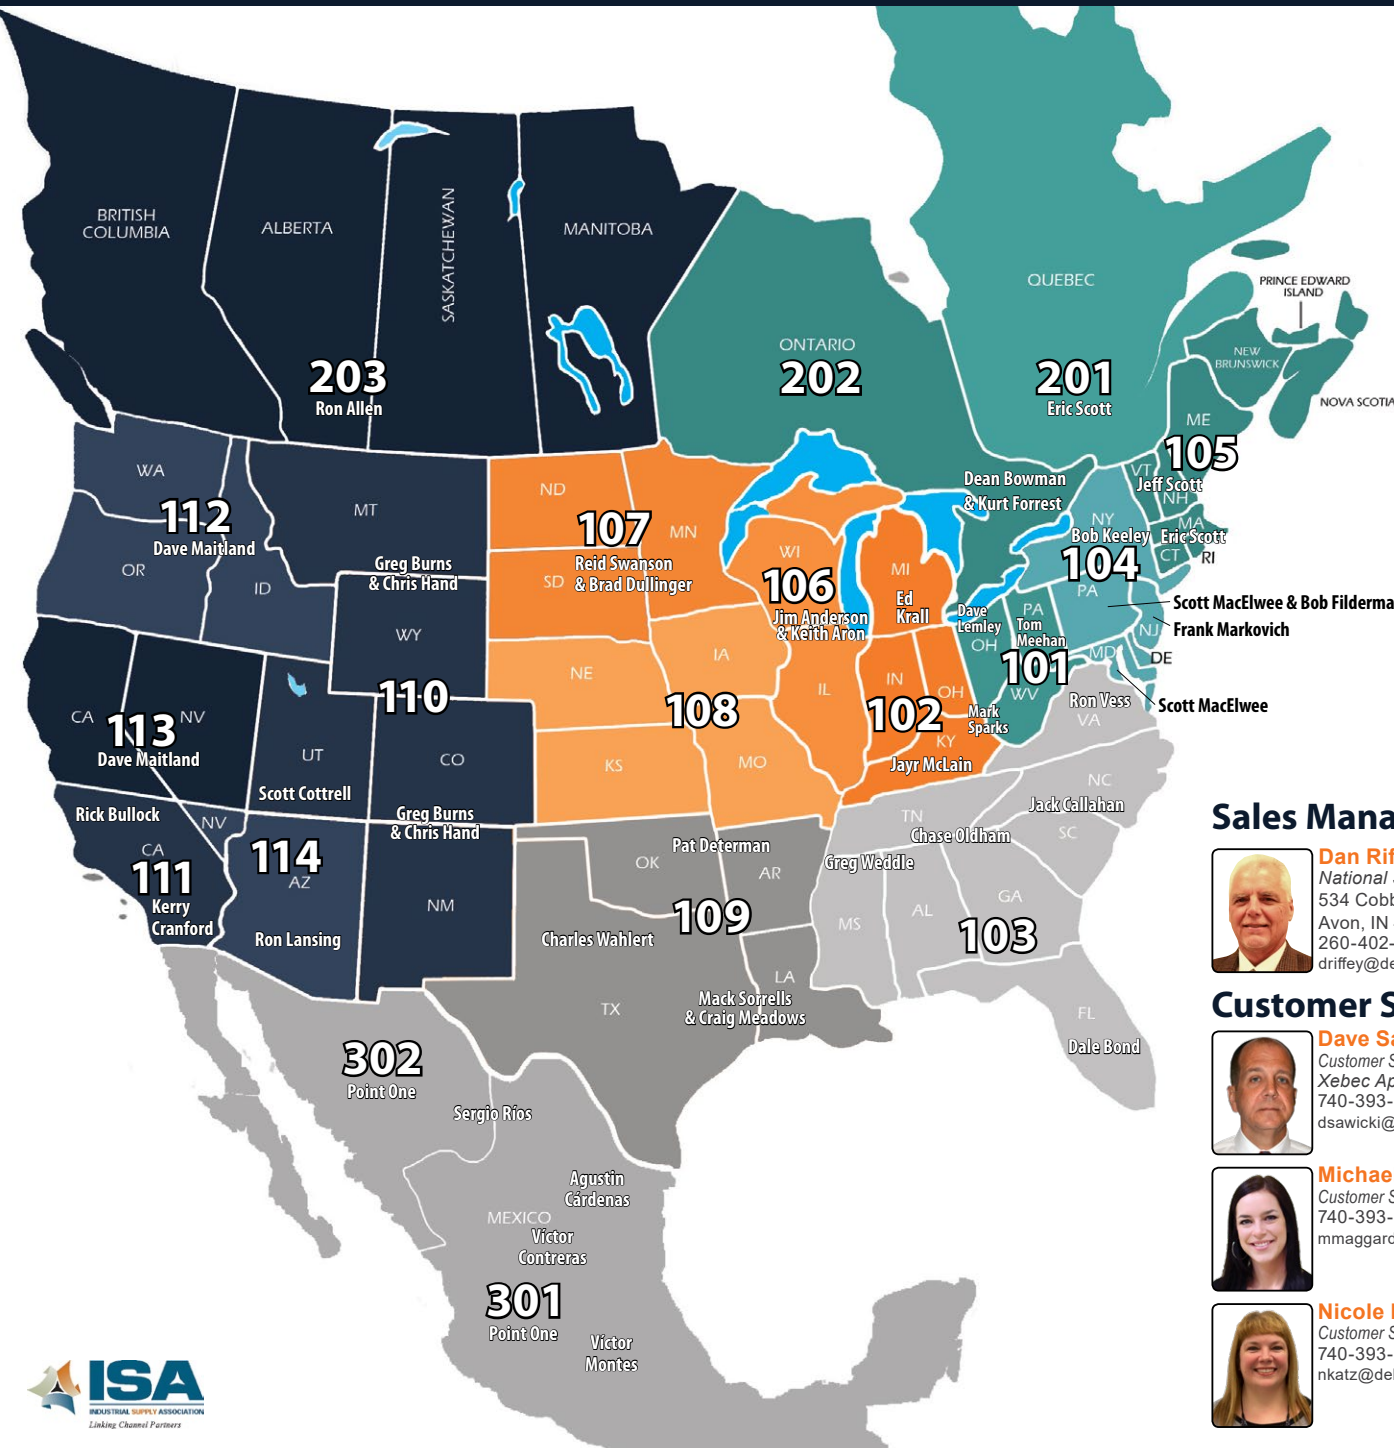 BRITISH
COLUMBIA
ALBERTA
SASKATCHEWAN
MANITOBA
203
Ron Allen
ONTARIO
202
QUEBEC
201
Eric Scott
PRINCE EDWARD
ISLAND
NEW
BRUNSWICK
NOVA SCOTIA
ME
105
VT
Jeff Scott
NH
MA
Eric Scott
CT
RI
Dean Bowman
& Kurt Forrest
NY
Bob Keeley
104
PA
Scott MacElwee & Bob Filderma
Frank Markovich
NJ
MD
DE
Scott MacElwee
WA
112
Dave Maitland
OR
ID
MT
Greg Burns
& Chris Hand
WY
110
ND
107
MN
SD
Reid Swanson
& Brad Dullinger
WI
106
Jim Anderson
& Keith Aron
MI
Ed
Krall
Dave
Lemley
OH
PA
Tom
Meehan
101
WV
Ron Vess
VA
NE
IA
108
IL
IN
OH
102
Mark
Sparks
KY
Jayr McLain
KS
MO
CA
NV
113
Dave Maitland
UT
Scott Cottrell
CO
Greg Burns
& Chris Hand
Rick Bullock
NV
CA
111
Kerry
Cranford
114
AZ
Ron Lansing
NM
NC
Jack Callahan
TN
Chase Oldham
SC
Greg Weddle
Pat Determan
OK
AR
109
Charles Wahlert
MS
AL
GA
103
TX
LA
Mack Sorrells
& Craig Meadows
FL
Dale Bond
302
Point One
Sergio Ríos
Agustin
Cárdenas
MEXICO
Víctor
Contreras
301
Point One
Víctor
Montes
Sales Mana
Dan Rif
National
534 Cobb
Avon, IN
260-402-
driffey@de
Customer S
Dave Sa
Customer S
Xebec Ap
740-393-
dsawicki@
Michae
Customer S
740-393-
mmaggard
Nicole
Customer S
740-393-
nkatz@del
ISA
INDUSTRIAL SUPPLY ASSOCIATION
Linking Channel Partners